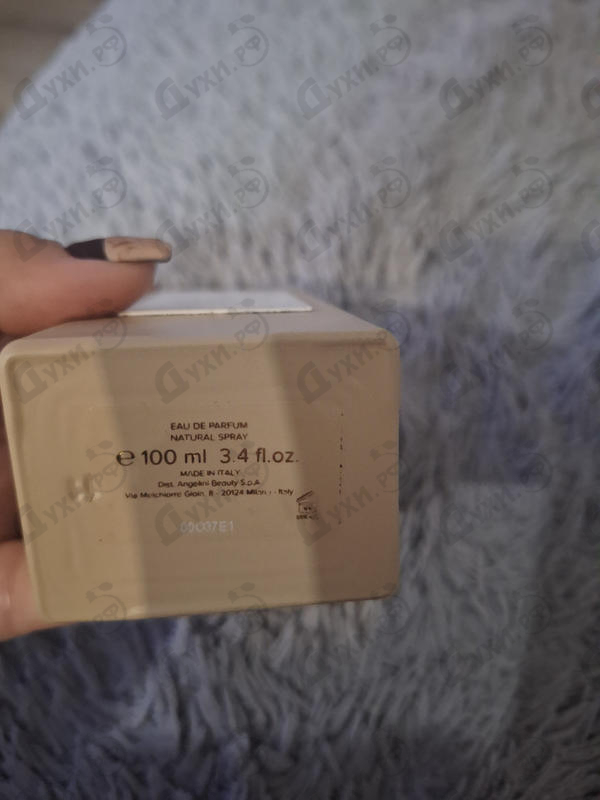 EAU DE PARFUM
NATURAL SPRAY
℮ 100 ml 3.4 fl.oz.
MADE IN ITALY
Dist. Angelini Beauty S.p.A.
Via Melchiorre Gioia, 8 - 20124 Milano - Italy
ДУХИ.РФ